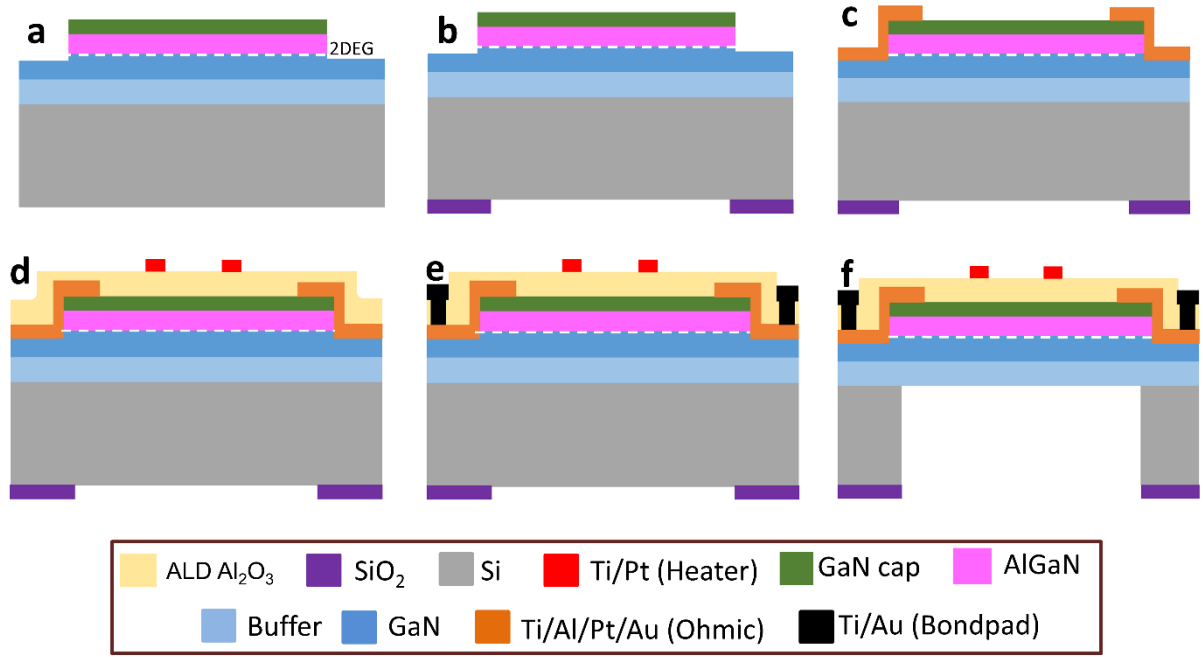 a
2DEG
b
c
d
e
f
ALD Al₂O₃
SiO₂
Si
Ti/Pt (Heater)
GaN cap
AlGaN
Buffer
GaN
Ti/Al/Pt/Au (Ohmic)
Ti/Au (Bondpad)